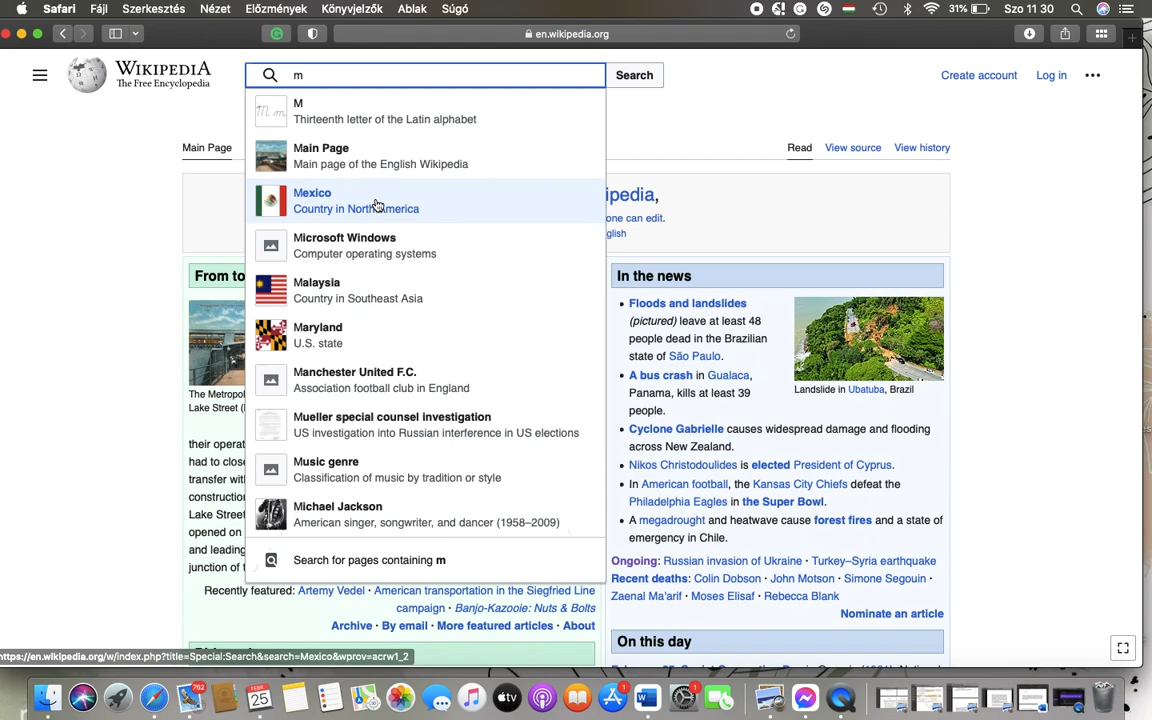 Safari Fájl Szerkesztés Nézet Előzmények Könyvjelzők Ablak Súgó 31% Szo 11 30
en.wikipedia.org
WIKIPEDIA
The Free Encyclopedia
m
Search
Create account Log in
M
Thirteenth letter of the Latin alphabet
Main Page
Main page of the English Wikipedia
Mexico
Country in North America
Microsoft Windows
Computer operating systems
Malaysia
Country in Southeast Asia
Maryland
U.S. state
Manchester United F.C.
Association football club in England
Mueller special counsel investigation
US investigation into Russian interference in US elections
Music genre
Classification of music by tradition or style
Michael Jackson
American singer, songwriter, and dancer (1958–2009)
Search for pages containing m
Main Page
Read View source View history
ipedia,
one can edit.
glish
From to
The Metropol
Lake Street (
their operat
had to close
transfer wit
construction
Lake Street
opened on
and leading
junction of t
Recently featured: Artemy Vedel · American transportation in the Siegfried Line
campaign · Banjo-Kazooie: Nuts & Bolts
Archive · By email · More featured articles · About
In the news
Floods and landslides
(pictured) leave at least 48
people dead in the Brazilian
state of São Paulo.
A bus crash in Gualaca,
Panama, kills at least 39
people.
Landslide in Ubatuba, Brazil
Cyclone Gabrielle causes widespread damage and flooding
across New Zealand.
Nikos Christodoulides is elected President of Cyprus.
In American football, the Kansas City Chiefs defeat the
Philadelphia Eagles in the Super Bowl.
A megadrought and heatwave cause forest fires and a state of
emergency in Chile.
Ongoing: Russian invasion of Ukraine · Turkey–Syria earthquake
Recent deaths: Colin Dobson · John Motson · Simone Segouin ·
Zaenal Ma'arif · Moses Elisaf · Rebecca Blank
Nominate an article
On this day
https://en.wikipedia.org/w/index.php?title=Special:Search&search=Mexico&wprov=acrw1_2
762
FEBR.
25
1
1